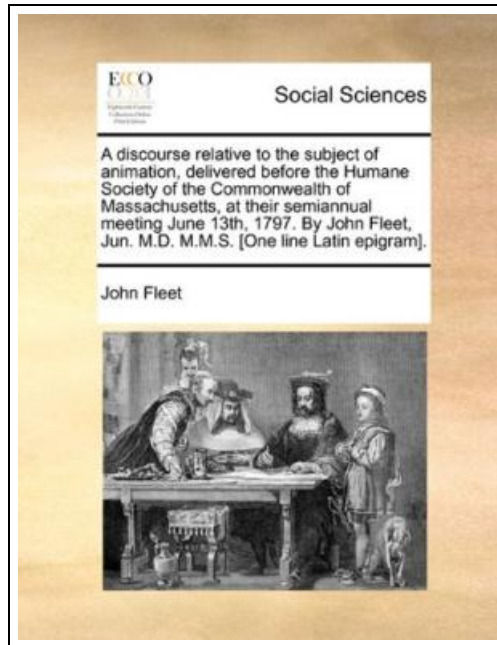 ECCO
Social Sciences
A discourse relative to the subject of
animation, delivered before the Humane
Society of the Commonwealth of
Massachusetts, at their semiannual
meeting June 13th, 1797. By John Fleet,
Jun. M.D. M.M.S. [One line Latin epigram].
John Fleet